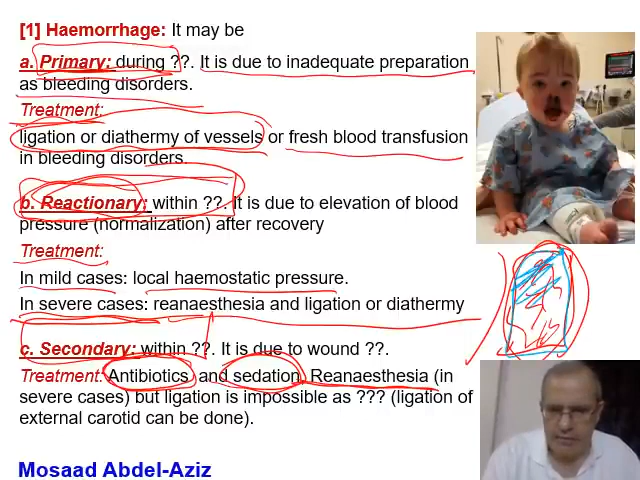 [1] Haemorrhage: It may be
a. Primary: during ??. It is due to inadequate preparation
as bleeding disorders.
Treatment:
ligation or diathermy of vessels or fresh blood transfusion
in bleeding disorders.
b. Reactionary: within ??. It is due to elevation of blood
pressure (normalization) after recovery
Treatment:
In mild cases: local haemostatic pressure.
In severe cases: reanaesthesia and ligation or diathermy
c. Secondary: within ??. It is due to wound ??.
Treatment: Antibiotics and sedation. Reanaesthesia (in
severe cases) but ligation is impossible as ??? (ligation of
external carotid can be done).
Mosaad Abdel-Aziz